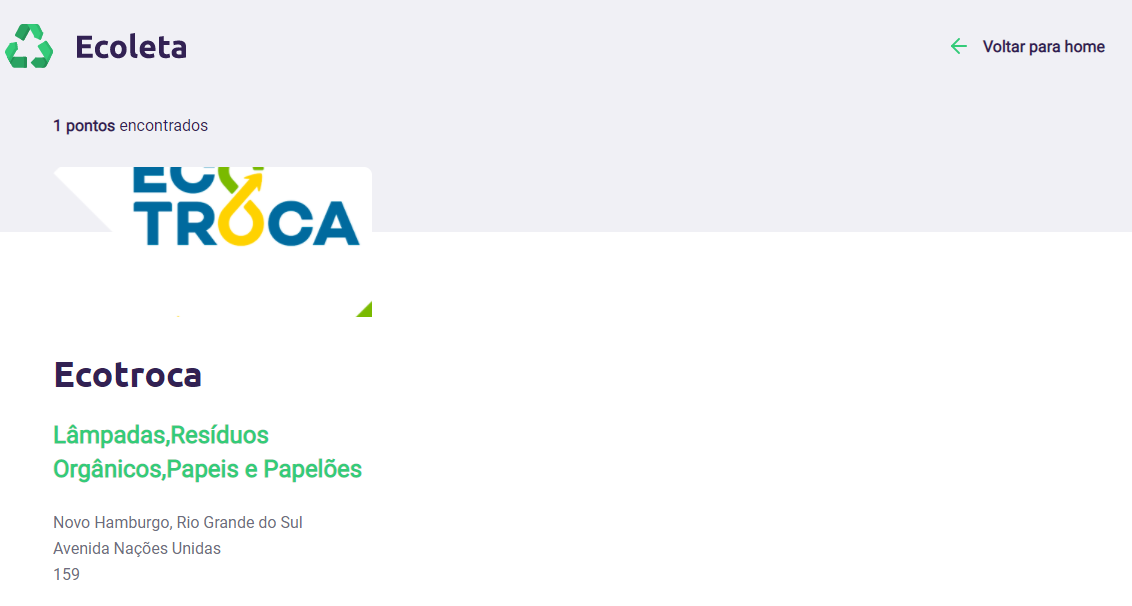 Ecoleta
Voltar para home
1 pontos encontrados
ECO
TROCA
Ecotroca
Lâmpadas,Resíduos
Orgânicos,Papeis e Papelões
Novo Hamburgo, Rio Grande do Sul
Avenida Nações Unidas
159